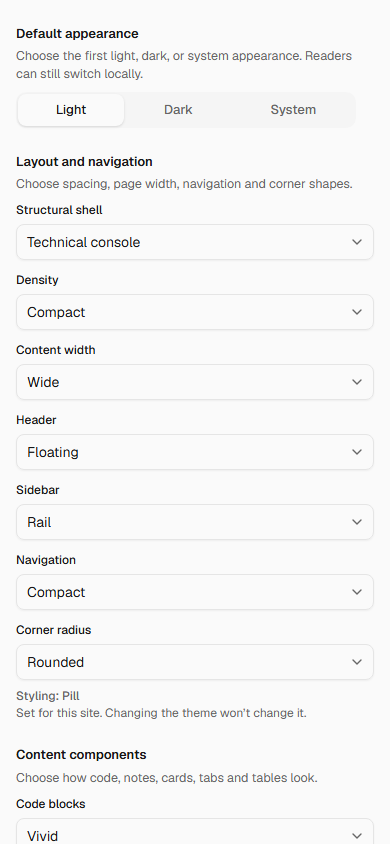 Default appearance
Choose the first light, dark, or system appearance. Readers
can still switch locally.
Light
Dark
System
Layout and navigation
Choose spacing, page width, navigation and corner shapes.
Structural shell
Technical console
Density
Compact
Content width
Wide
Header
Floating
Sidebar
Rail
Navigation
Compact
Corner radius
Rounded
Styling: Pill
Set for this site. Changing the theme won't change it.
Content components
Choose how code, notes, cards, tabs and tables look.
Code blocks
Vivid